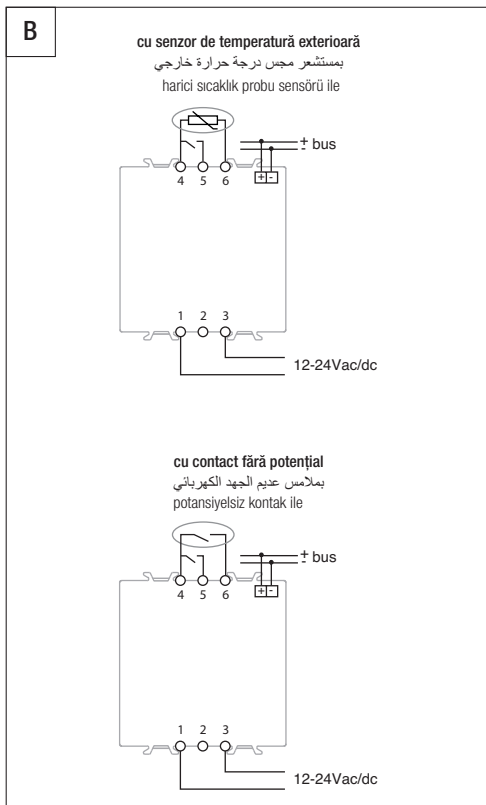 B
cu senzor de temperatură exterioară
بمستشعر مجس درجة حرارة خارجي
harici sıcaklık probu sensörü ile
+
- bus
4 5 6 + -
1 2 3
12-24Vac/dc
cu contact fără potențial
بملامس عديم الجهد الكهربائي
potansiyelsiz kontak ile
+
- bus
4 5 6 + -
1 2 3
12-24Vac/dc